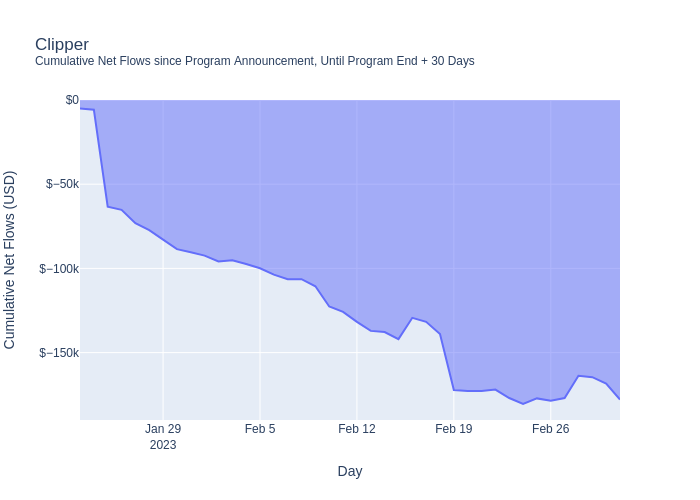 Clipper
Cumulative Net Flows since Program Announcement, Until Program End + 30 Days
Cumulative Net Flows (USD)
$0
$−50k
$−100k
$−150k
Jan 29
2023
Feb 5
Feb 12
Feb 19
Feb 26
Day